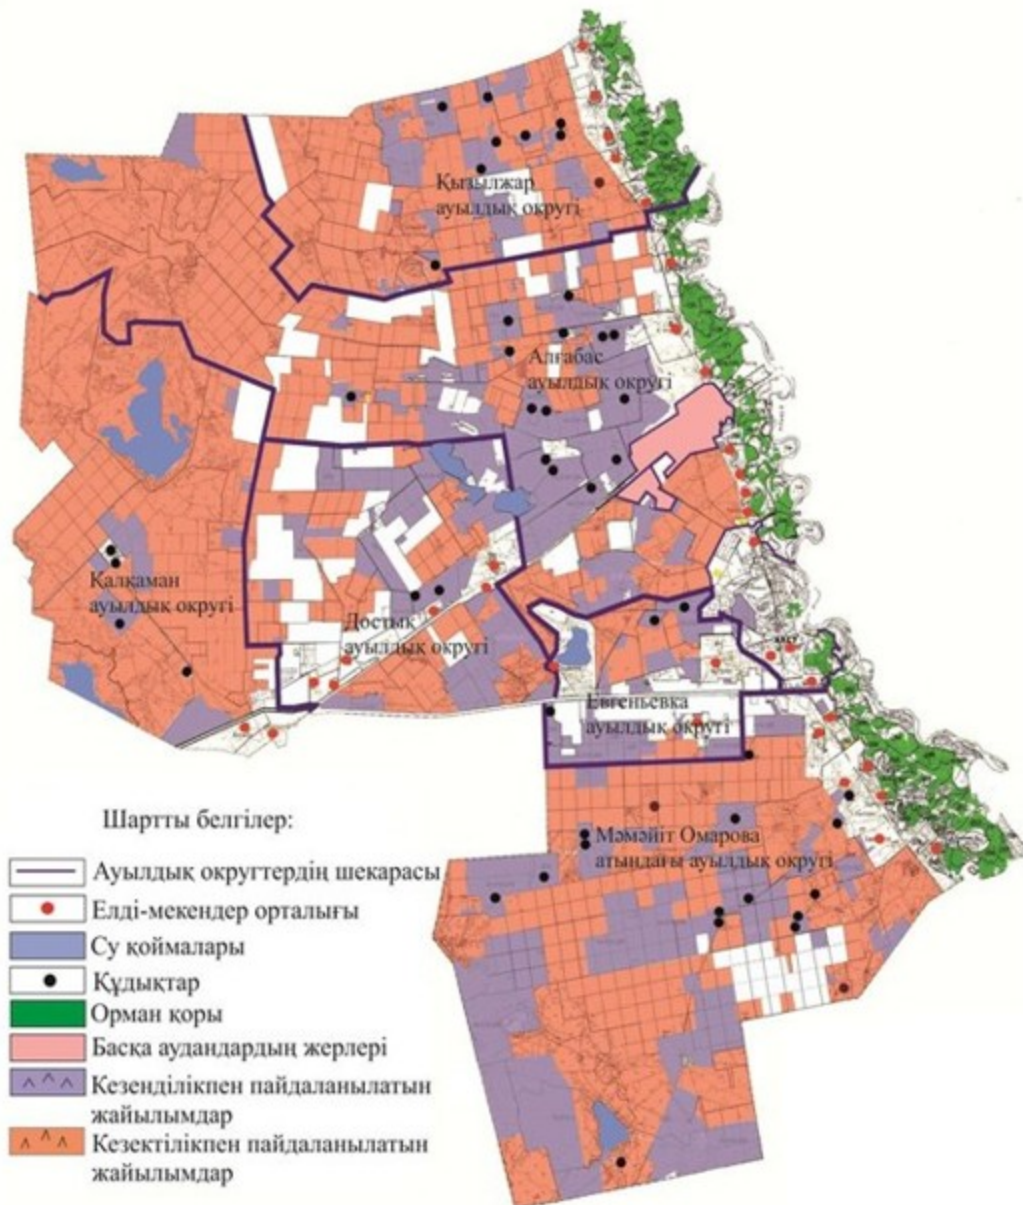 Қызылжар
ауылдық округі
Алғабас
ауылдық округі
Қалқаман
ауылдық округі
Достық
ауылдық округі
Евгеньевка
ауылдық округі
Мәмәйіт Омарова
атындағы ауылдық округі
Шартты белгілер:
Ауылдық округтердің шекарасы
Елді-мекендер орталығы
Су қоймалары
Құдықтар
Орман қоры
Басқа аудандардың жерлері
Кезенділікпен пайдаланылатын
жайылымдар
Кезектілікпен пайдаланылатын
жайылымдар